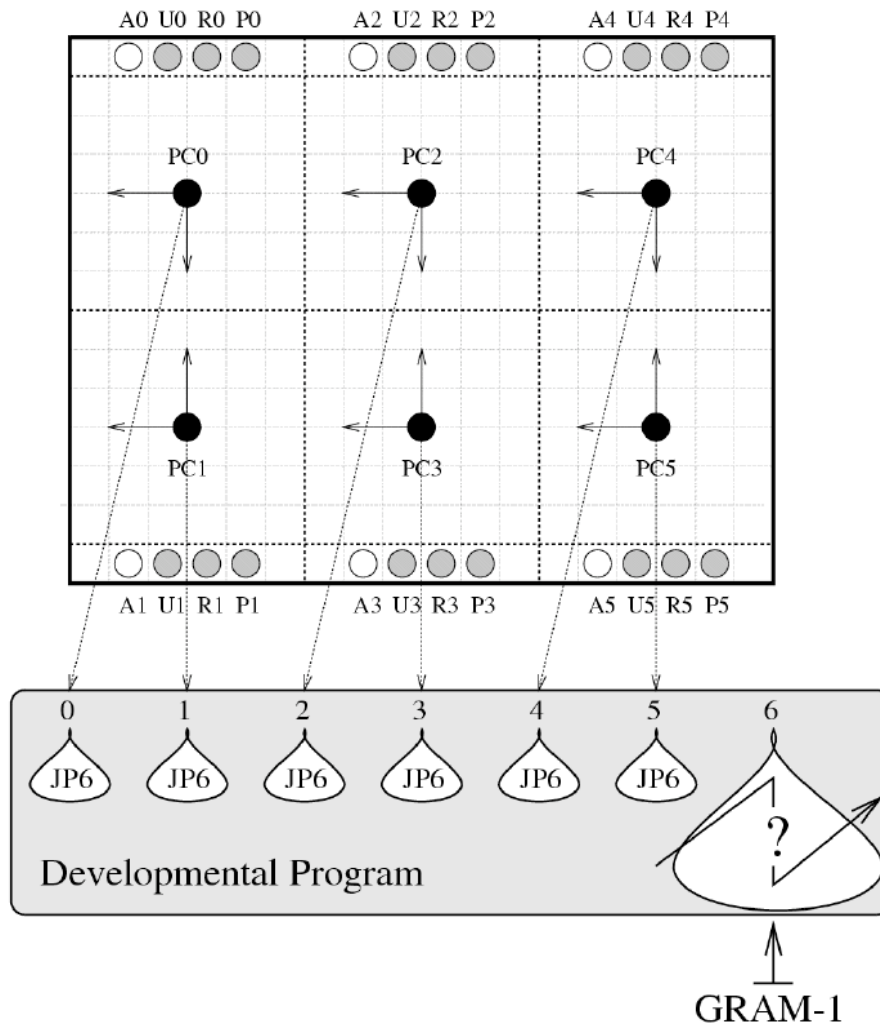 A0 U0 R0 P0 A2 U2 R2 P2 A4 U4 R4 P4
PC0 PC2 PC4
PC1 PC3 PC5
A1 U1 R1 P1 A3 U3 R3 P3 A5 U5 R5 P5
0 1 2 3 4 5 6
JP6 JP6 JP6 JP6 JP6 JP6
?
Developmental Program
GRAM-1